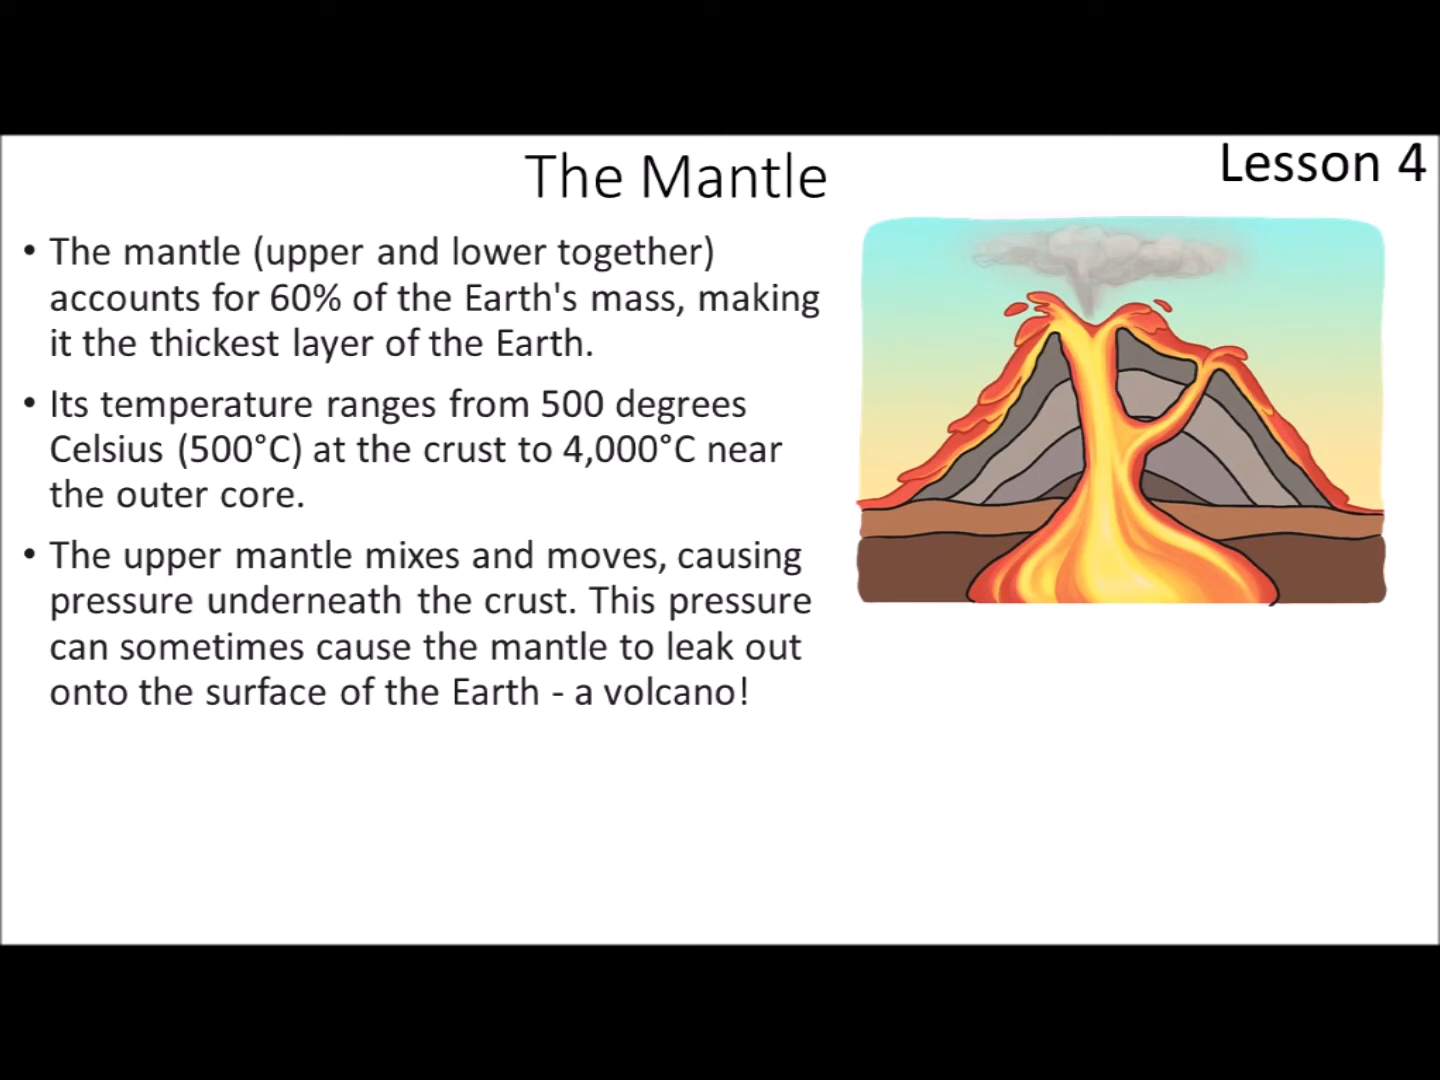 The Mantle
Lesson 4
• The mantle (upper and lower together)
accounts for 60% of the Earth's mass, making
it the thickest layer of the Earth.
• Its temperature ranges from 500 degrees
Celsius (500°C) at the crust to 4,000°C near
the outer core.
• The upper mantle mixes and moves, causing
pressure underneath the crust. This pressure
can sometimes cause the mantle to leak out
onto the surface of the Earth - a volcano!